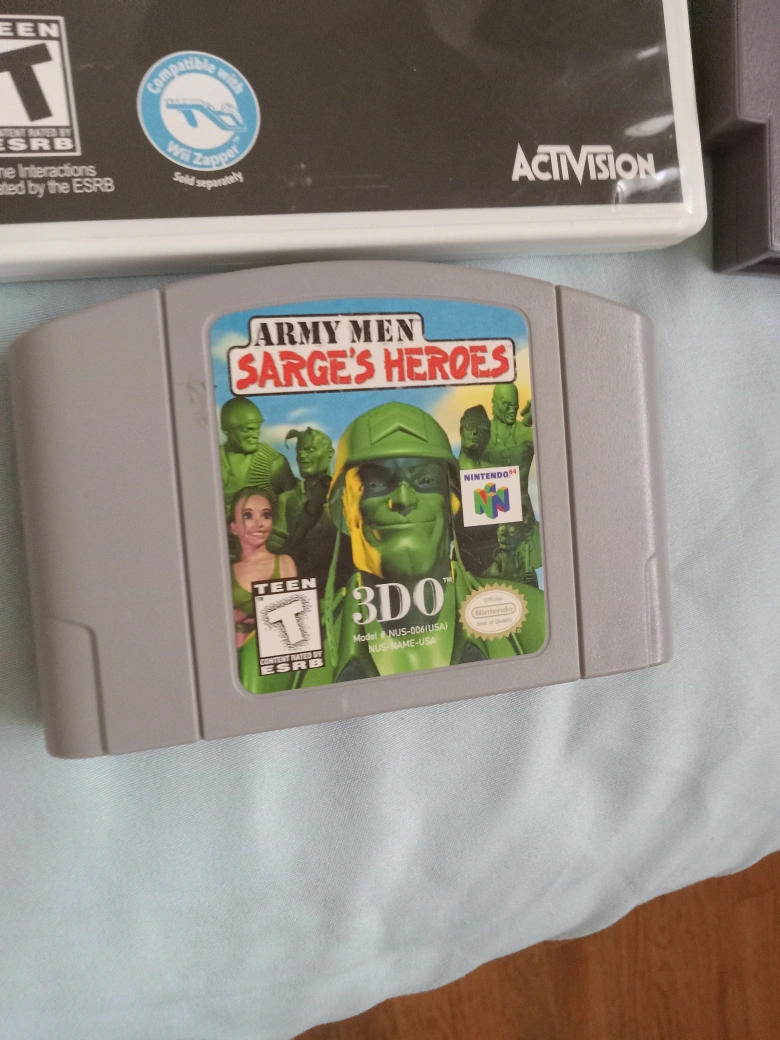 EEN
T
CONTENT RATED BY
ESRB
ne Interactions
ated by the ESRB
Compatible with
Wii Zapper™
Sold separately
ACTIVISION
ARMY MEN
SARGE'S HEROES
NINTENDO64
N
TEEN
T
CONTENT RATED BY
ESRB
3DO™
Model # NUS-006(USA)
NUS-NAME-USA
Official
Nintendo
Seal of Quality